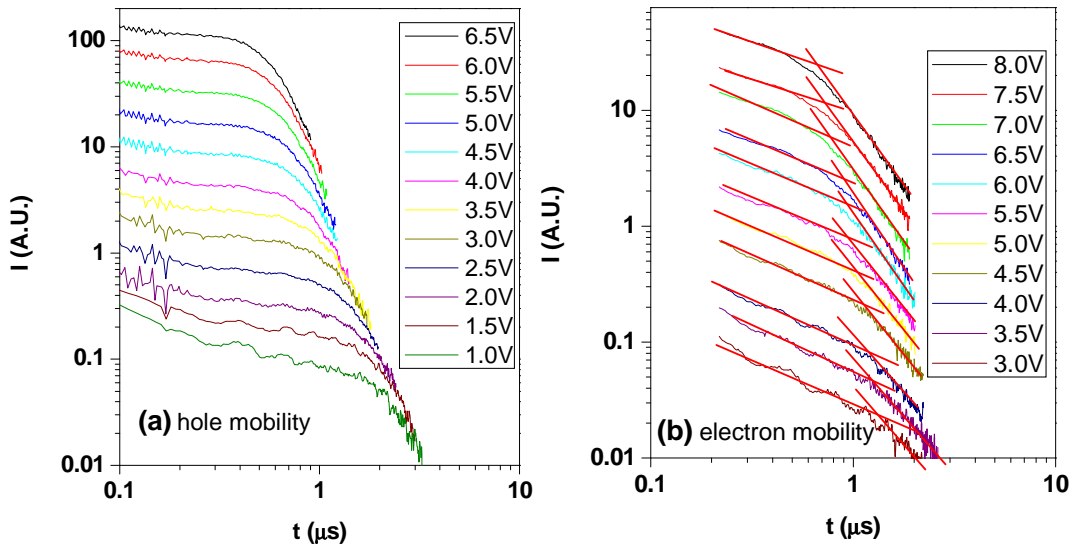 I (A.U.)
100
10
1
0.1
0.01
6.5V
6.0V
5.5V
5.0V
4.5V
4.0V
3.5V
3.0V
2.5V
2.0V
1.5V
1.0V
(a) hole mobility
0.1
1
10
t (μs)
I (A.U.)
10
1
0.1
0.01
8.0V
7.5V
7.0V
6.5V
6.0V
5.5V
5.0V
4.5V
4.0V
3.5V
3.0V
(b) electron mobility
0.1
1
10
t (μs)